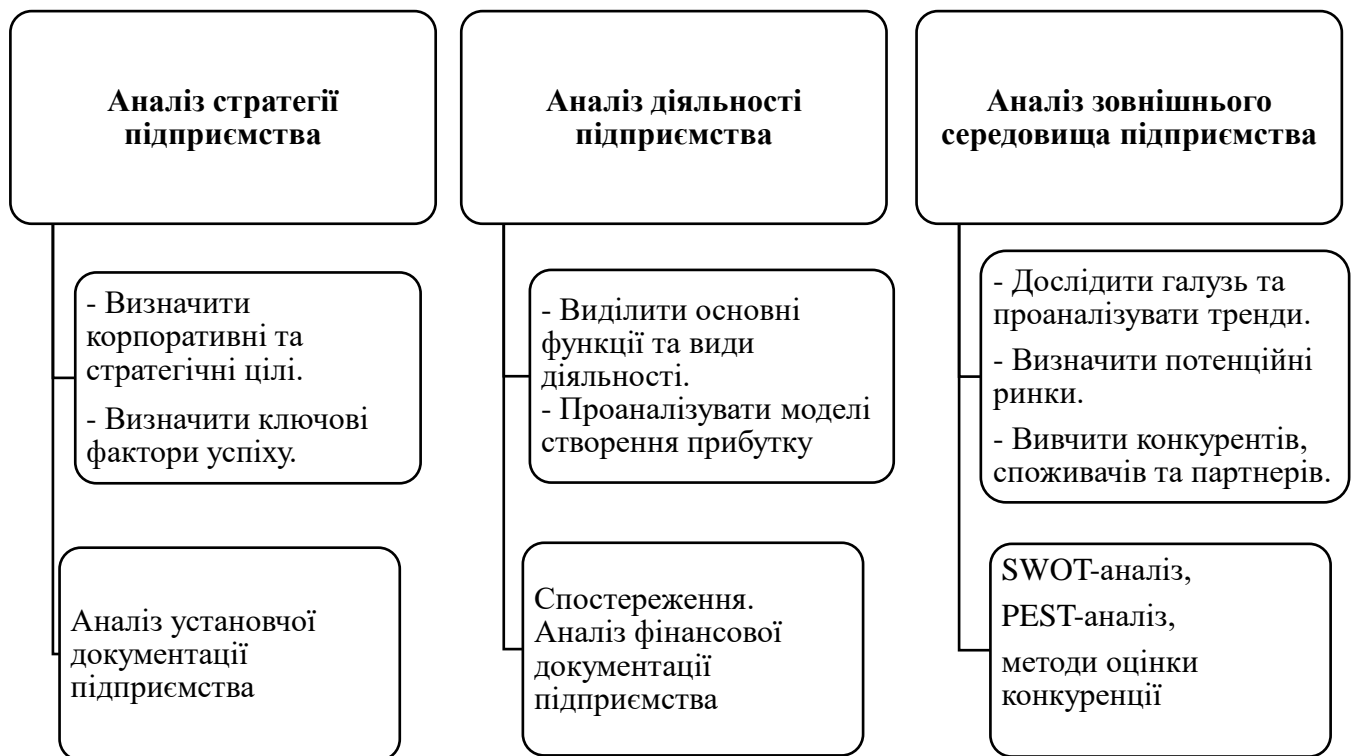 Аналіз стратегії
підприємства
- Визначити
корпоративні та
стратегічні цілі.
- Визначити ключові
фактори успіху.
Аналіз установчої
документації
підприємства
Аналіз діяльності
підприємства
- Виділити основні
функції та види
діяльності.
- Проаналізувати моделі
створення прибутку
Спостереження.
Аналіз фінансової
документації
підприємства
Аналіз зовнішнього
середовища підприємства
- Дослідити галузь та
проаналізувати тренди.
- Визначити потенційні
ринки.
- Вивчити конкурентів,
споживачів та партнерів.
SWOT-аналіз,
PEST-аналіз,
методи оцінки
конкуренції